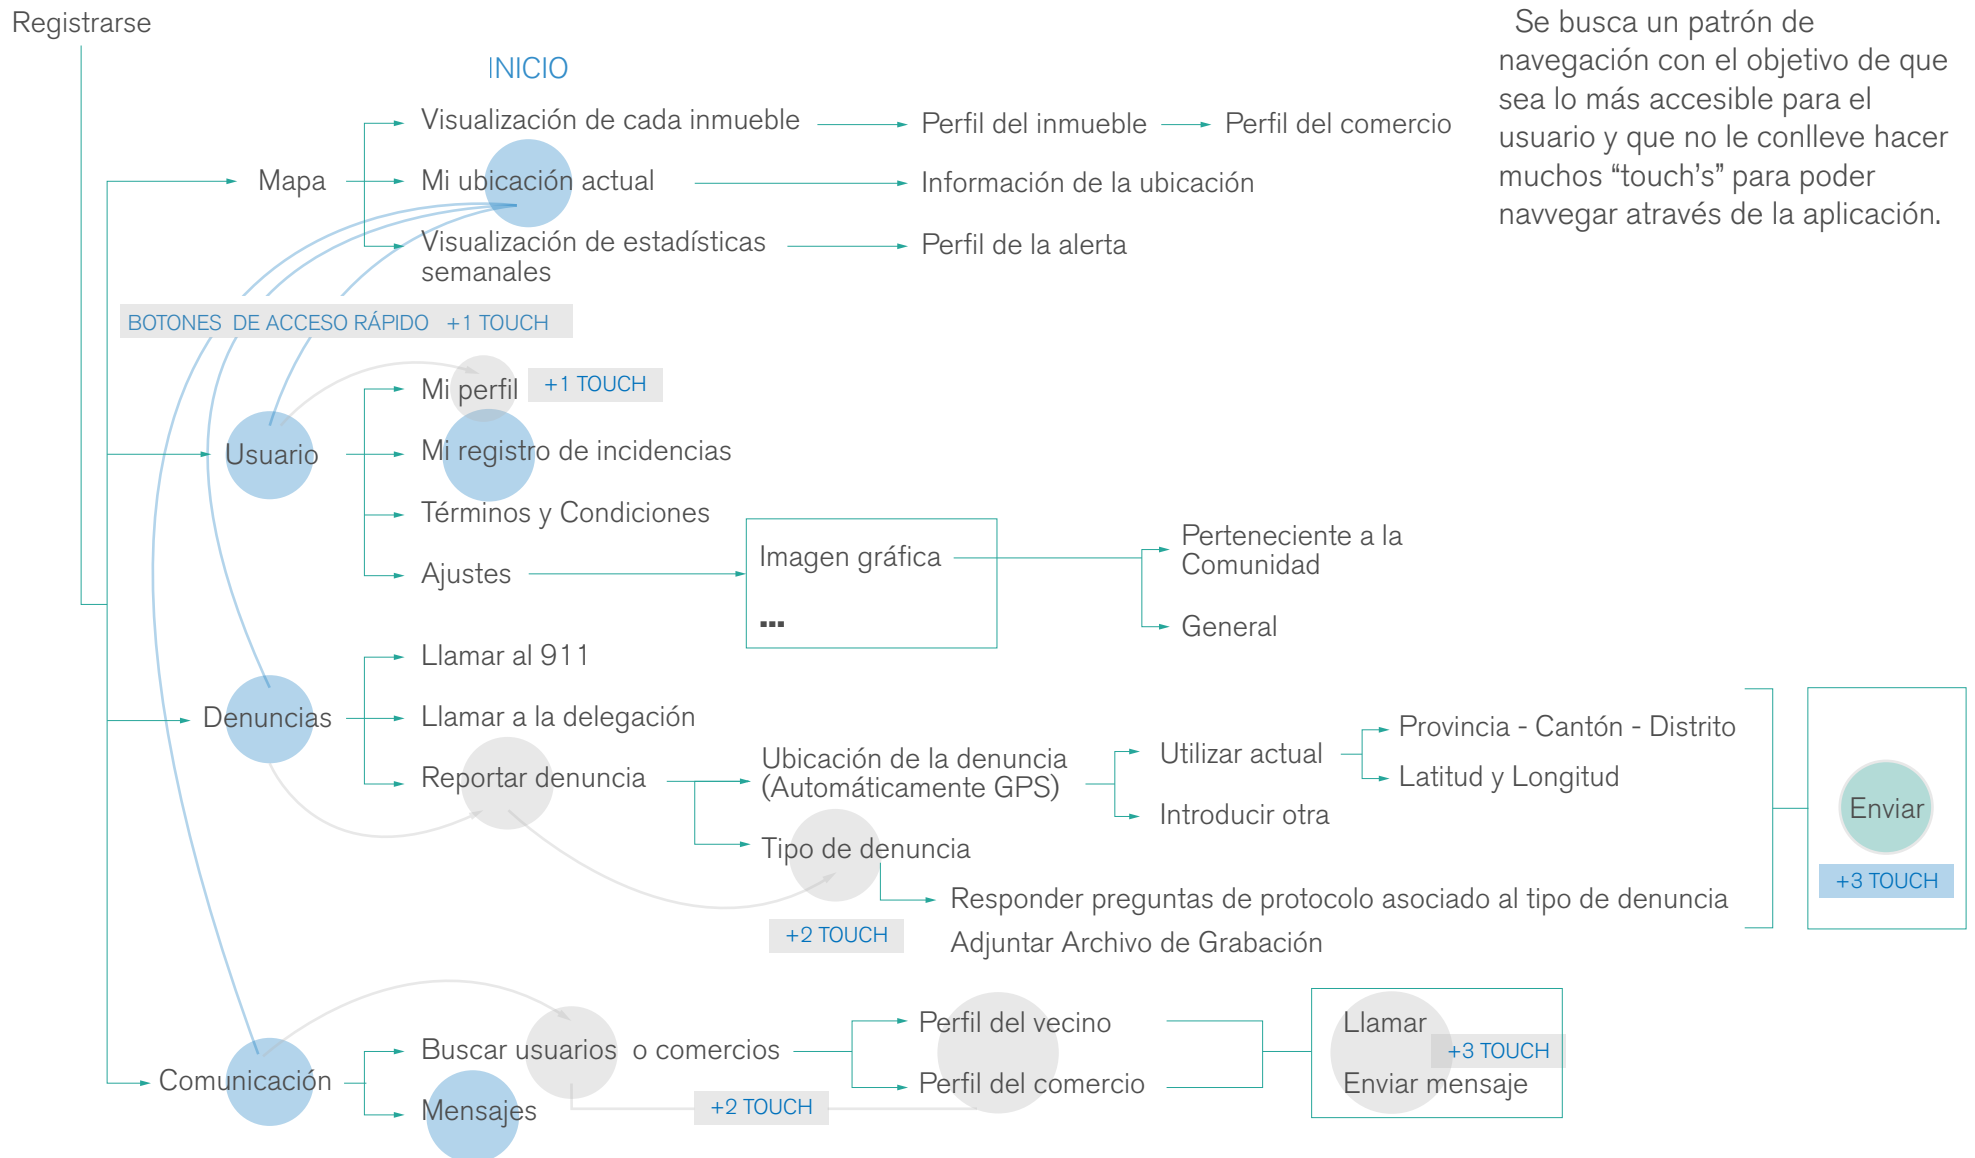 Registrarse
Se busca un patrón de
navegación con el objetivo de que
sea lo más accesible para el
usuario y que no le conlleve hacer
muchos “touch's” para poder
navvegar através de la aplicación.
INICIO
Mapa
Visualización de cada inmueble
Perfil del inmueble
Perfil del comercio
Mi ubicación actual
Información de la ubicación
Visualización de estadísticas
semanales
Perfil de la alerta
BOTONES DE ACCESO RÁPIDO +1 TOUCH
Usuario
Mi perfil
+1 TOUCH
Mi registro de incidencias
Términos y Condiciones
Ajustes
Imagen gráfica
...
Perteneciente a la
Comunidad
General
Denuncias
Llamar al 911
Llamar a la delegación
Reportar denuncia
Ubicación de la denuncia
(Automáticamente GPS)
Utilizar actual
Provincia - Cantón - Distrito
Latitud y Longitud
Introducir otra
Tipo de denuncia
+2 TOUCH
Responder preguntas de protocolo asociado al tipo de denuncia
Adjuntar Archivo de Grabación
Enviar
+3 TOUCH
Comunicación
Buscar usuarios o comercios
Mensajes
+2 TOUCH
Perfil del vecino
Perfil del comercio
Llamar
+3 TOUCH
Enviar mensaje